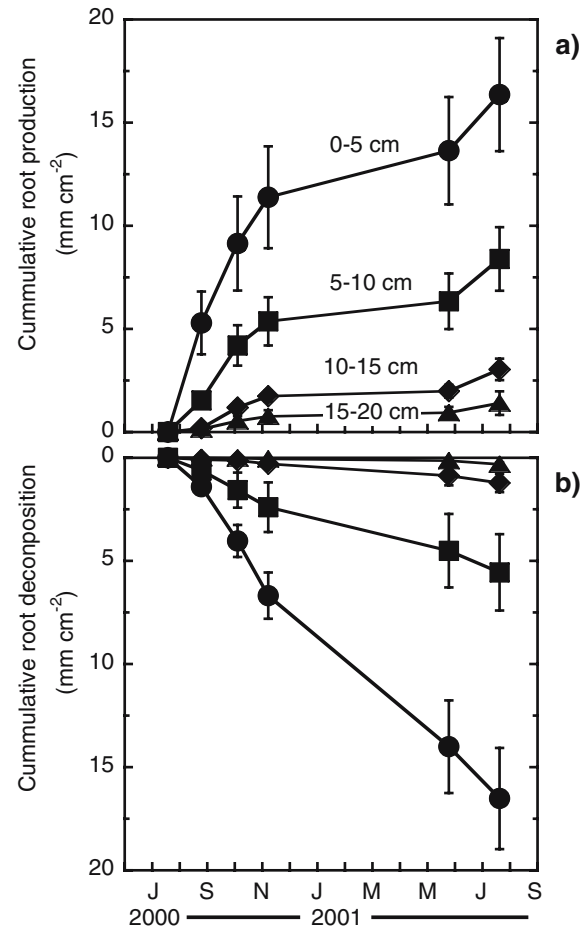 20
a)
15
0-5 cm
10
5-10 cm
5
10-15 cm
15-20 cm
0
Cummulative root production
(mm cm-2)
0
b)
5
10
15
20
Cummulative root deconposition
(mm cm-2)
J S N J M M J S
2000 2001